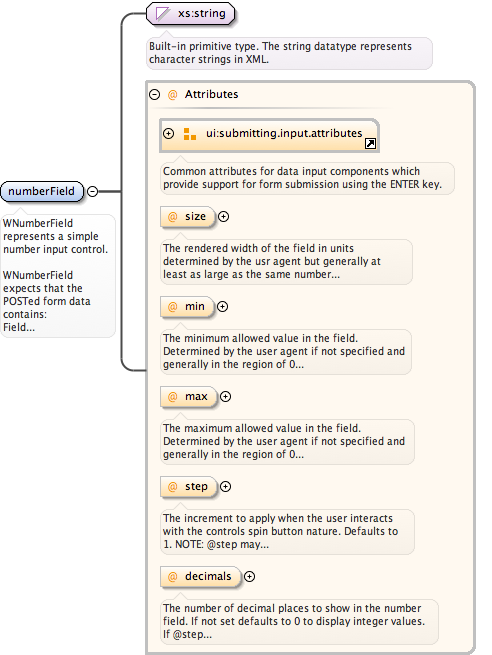 xs:string
Built-in primitive type. The string datatype represents
character strings in XML.
@ Attributes
ui:submitting.input.attributes
Common attributes for data input components which
provide support for form submission using the ENTER key.
numberField
WNumberField
represents a simple
number input control.
WNumberField
expects that the
POSTed form data
contains:
Field...
@ size
The rendered width of the field in units
determined by the usr agent but generally at
least as large as the same number...
@ min
The minimum allowed value in the field.
Determined by the user agent if not specified and
generally in the region of 0...
@ max
The maximum allowed value in the field.
Determined by the user agent if not specified and
generally in the region of 0...
@ step
The increment to apply when the user interacts
with the controls spin button nature. Defaults to
1. NOTE: @step may...
@ decimals
The number of decimal places to show in the number
field. If not set defaults to 0 to display integer values.
If @step...